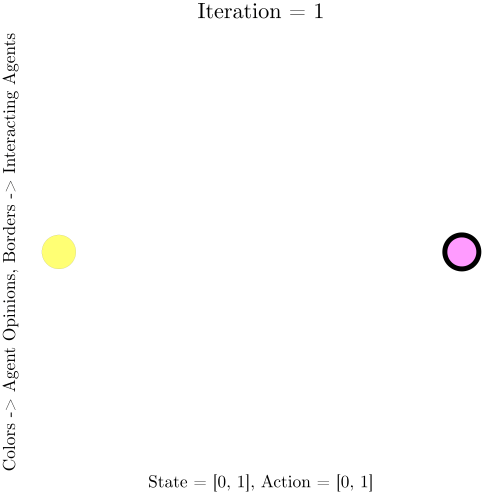 Iteration = 1
Colors -> Agent Opinions, Borders -> Interacting Agents
State = [0, 1], Action = [0, 1]